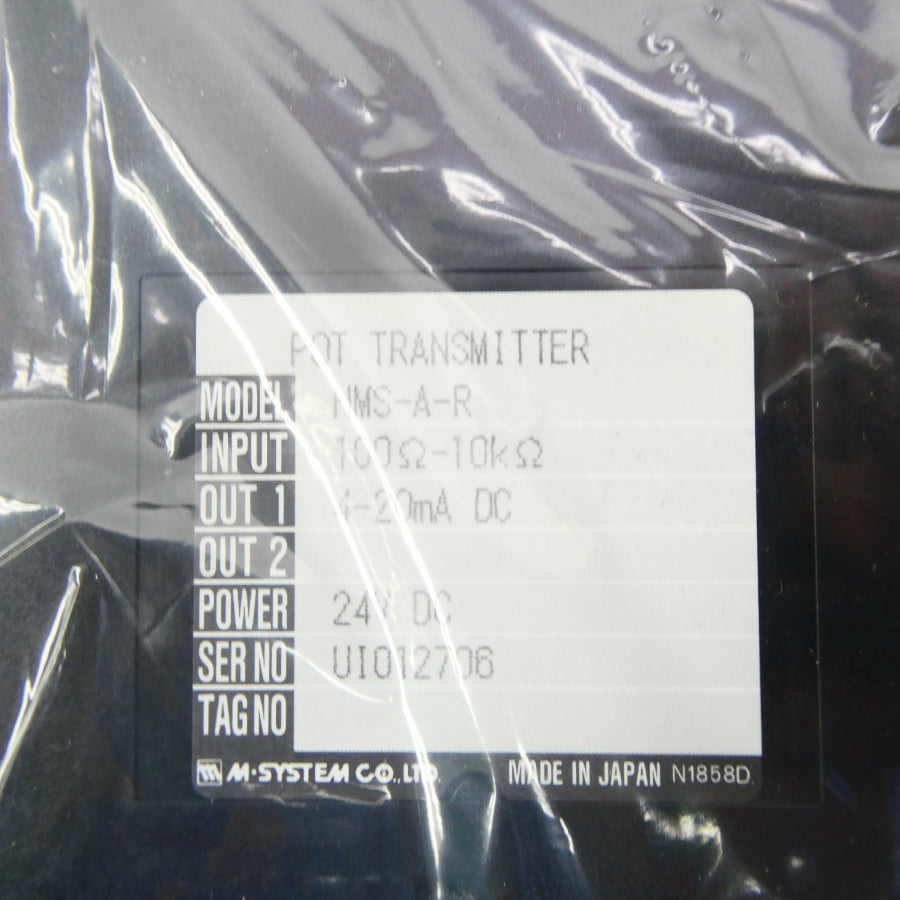 POT TRANSMITTER
MODEL HMS-A-R
INPUT 100Ω-10kΩ
OUT 1 4-20mA DC
OUT 2
POWER 24V DC
SER NO UI012706
TAG NO
M·SYSTEM CO.,LTD. MADE IN JAPAN N1858D